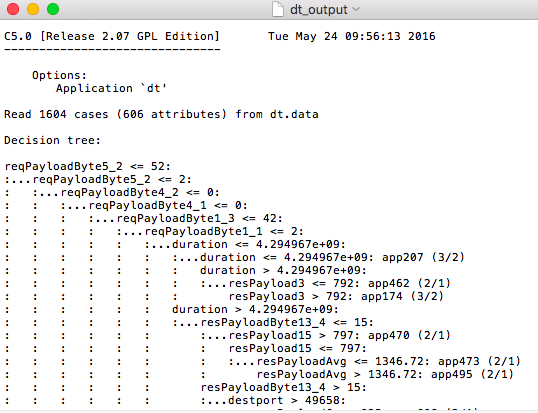 dt_output
C5.0 [Release 2.07 GPL Edition]       Tue May 24 09:56:13 2016
-------------------------------
    Options:
        Application `dt'
Read 1604 cases (606 attributes) from dt.data
Decision tree:
reqPayloadByte5_2 <= 52:
:...reqPayloadByte5_2 <= 2:
:   :...reqPayloadByte4_2 <= 0:
:   :   :...reqPayloadByte4_1 <= 0:
:   :   :   :...reqPayloadByte1_3 <= 42:
:   :   :   :   :...reqPayloadByte1_1 <= 2:
:   :   :   :   :   :...duration <= 4.294967e+09:
:   :   :   :   :   :   :...duration <= 4.294967e+09: app207 (3/2)
:   :   :   :   :   :   :   duration > 4.294967e+09:
:   :   :   :   :   :   :   :...resPayload3 <= 792: app462 (2/1)
:   :   :   :   :   :   :       resPayload3 > 792: app174 (3/2)
:   :   :   :   :   :   duration > 4.294967e+09:
:   :   :   :   :   :   :...resPayloadByte13_4 <= 15:
:   :   :   :   :   :       :...resPayload15 > 797: app470 (2/1)
:   :   :   :   :   :       :   resPayload15 <= 797:
:   :   :   :   :   :       :   :...resPayloadAvg <= 1346.72: app473 (2/1)
:   :   :   :   :   :       :       resPayloadAvg > 1346.72: app495 (2/1)
:   :   :   :   :   :       resPayloadByte13_4 > 15:
:   :   :   :   :   :       :...destport > 49658: